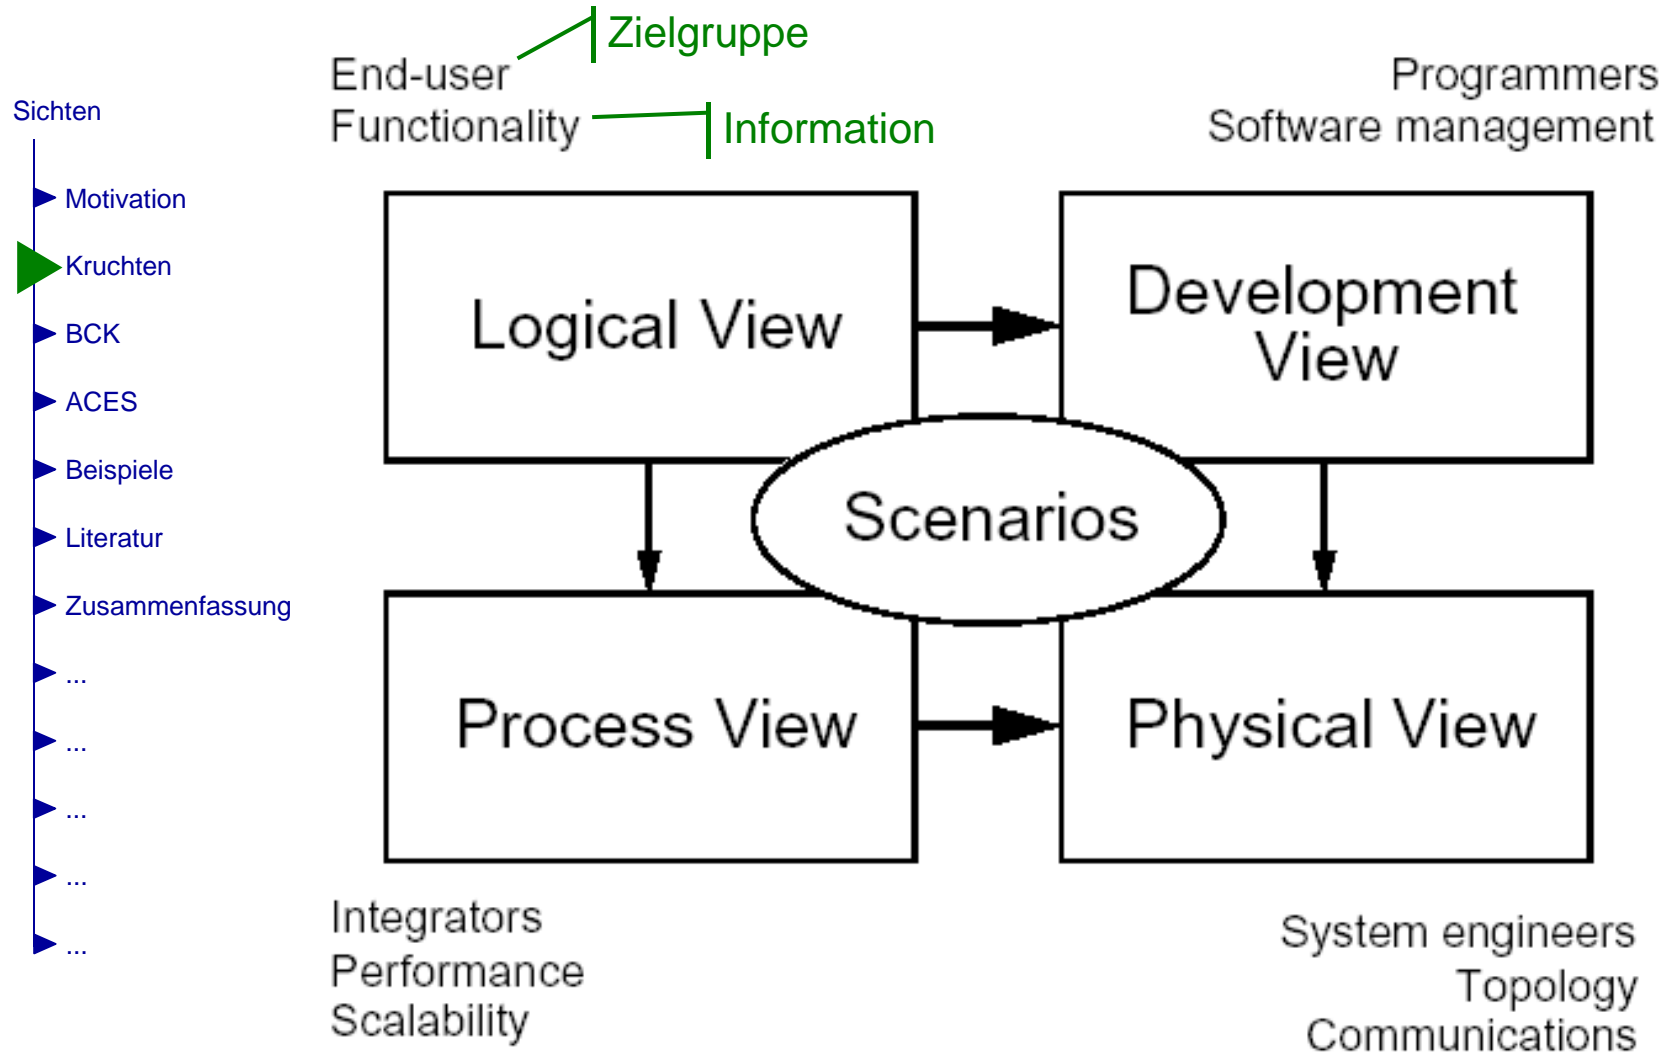 Sichten
Motivation
Kruchten
BCK
ACES
Beispiele
Literatur
Zusammenfassung
...
...
...
...
...
Zielgruppe
End-user
Functionality
Information
Programmers
Software management
Logical View
Development
View
Scenarios
Process View
Physical View
Integrators
Performance
Scalability
System engineers
Topology
Communications